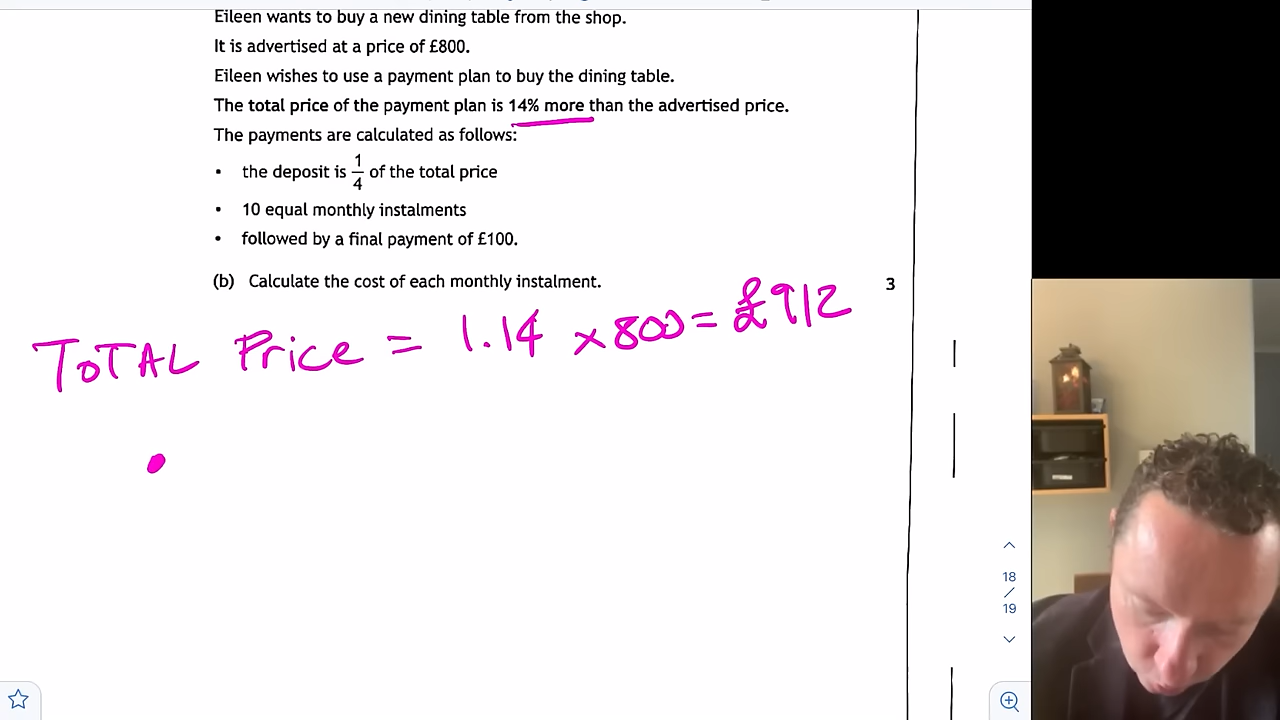 Eileen wants to buy a new dining table from the shop.
It is advertised at a price of £800.
Eileen wishes to use a payment plan to buy the dining table.
The total price of the payment plan is 14% more than the advertised price.
The payments are calculated as follows:
• the deposit is 1/4 of the total price
• 10 equal monthly instalments
• followed by a final payment of £100.
(b) Calculate the cost of each monthly instalment. 3
TOTAL Price = 1.14 × 800 = £912
18
/
19